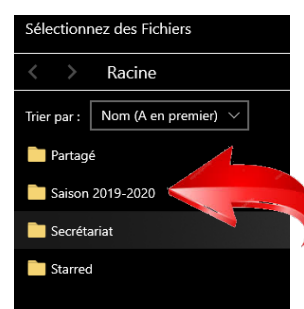 Sélectionnez des Fichiers
< > Racine
Trier par : Nom (A en premier)
Partagé
Saison 2019-2020
Secrétariat
Starred